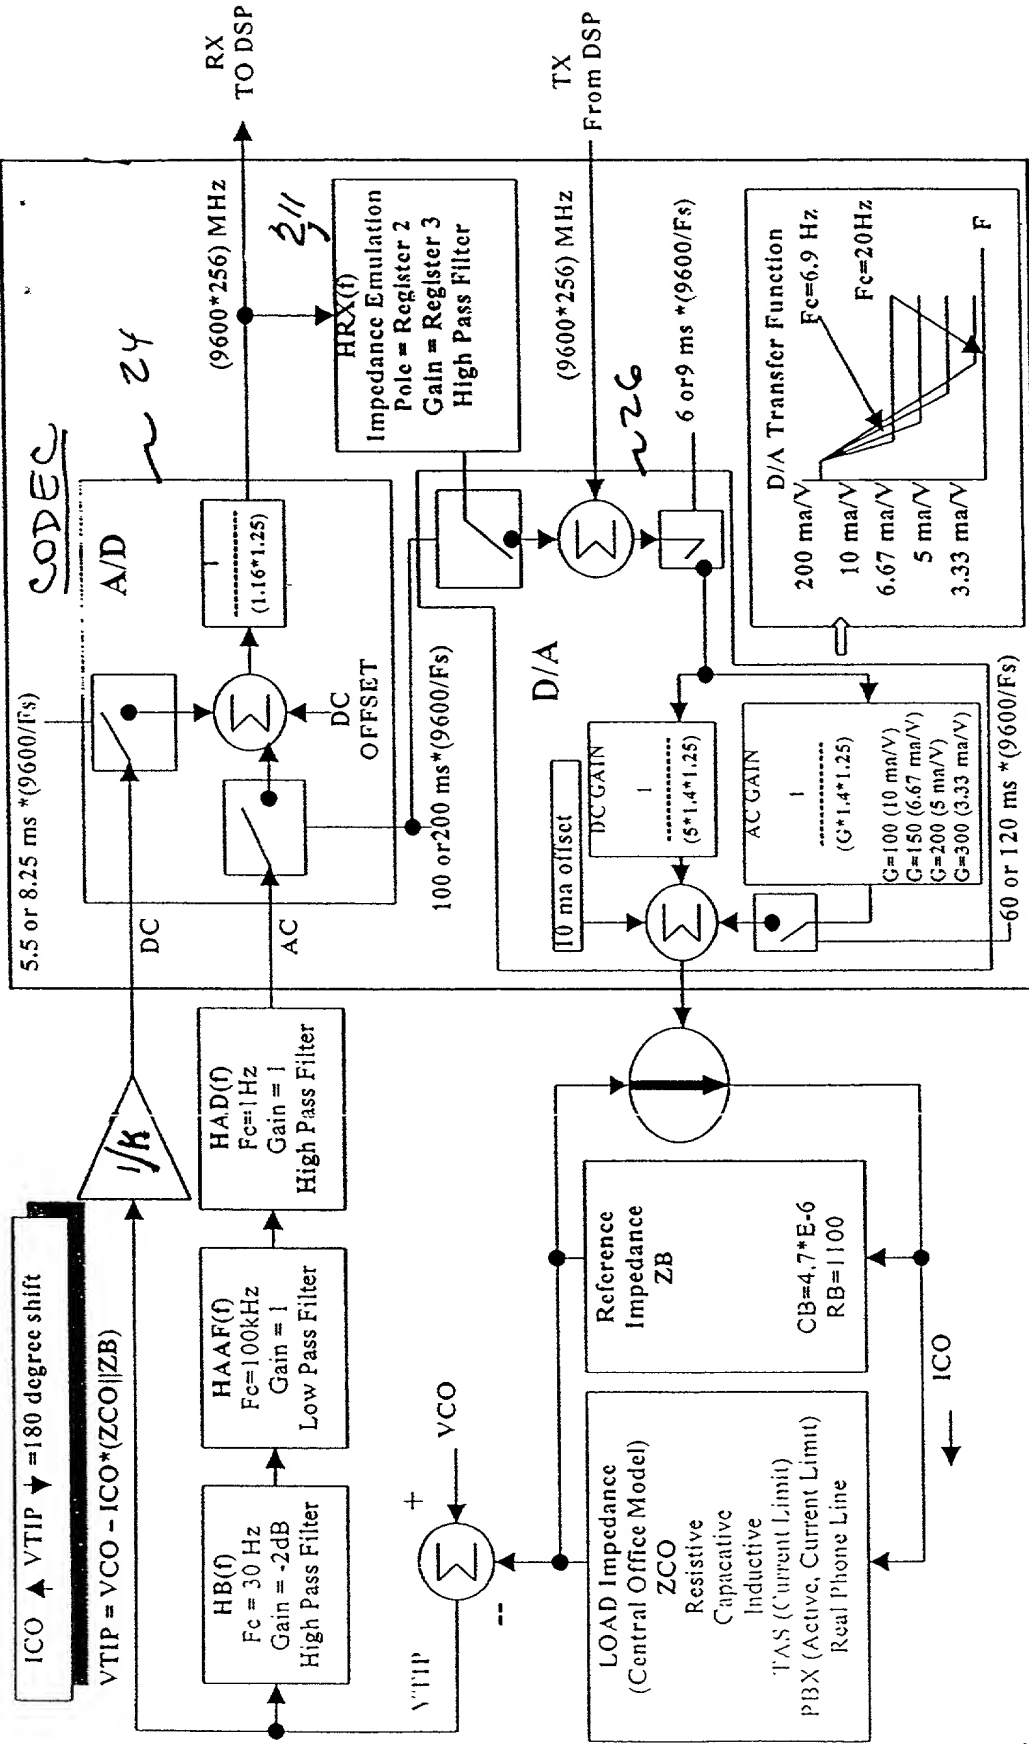 ICO ▲ VTIP ▼ =180 degree shift
VTIP = VCO – ICO*(ZCO||ZB)
HB(f)
Fc = 30 Hz
Gain = -2dB
High Pass Filter
HAAF(f)
Fc=100kHz
Gain = 1
Low Pass Filter
HAD(f)
Fc=1Hz
Gain = 1
High Pass Filter
1/K
DC
AC
5.5 or 8.25 ms *(9600/Fs)
CODEC
24
A/D
Σ
DC
OFFSET
1
(1.16*1.25)
100 or200 ms*(9600/Fs)
(9600*256) MHz
RX
TO DSP
211
HRX(f)
Impedance Emulation
Pole = Register 2
Gain = Register 3
High Pass Filter
TX
From DSP
(9600*256) MHz
26
Σ
6 or9 ms *(9600/Fs)
D/A
10 ma offset
DC GAIN
1
(5*1.4*1.25)
Σ
AC GAIN
1
(G*1.4*1.25)
G=100 (10 ma/V)
G=150 (6.67 ma/V)
G=200 (5 ma/V)
G=300 (3.33 ma/V)
60 or 120 ms *(9600/Fs)
D/A Transfer Function
Fc=6.9 Hz
Fc=20Hz
F
200 ma/V
10 ma/V
6.67 ma/V
5 ma/V
3.33 ma/V
VTIP
+
VCO
Σ
--
LOAD Impedance
(Central Office Model)
ZCO
Resistive
Capacative
Inductive
TAS (Current Limit)
PBX (Active, Current Limit)
Real Phone Line
Reference
Impedance
ZB
CB=4.7*E-6
RB=1100
ICO